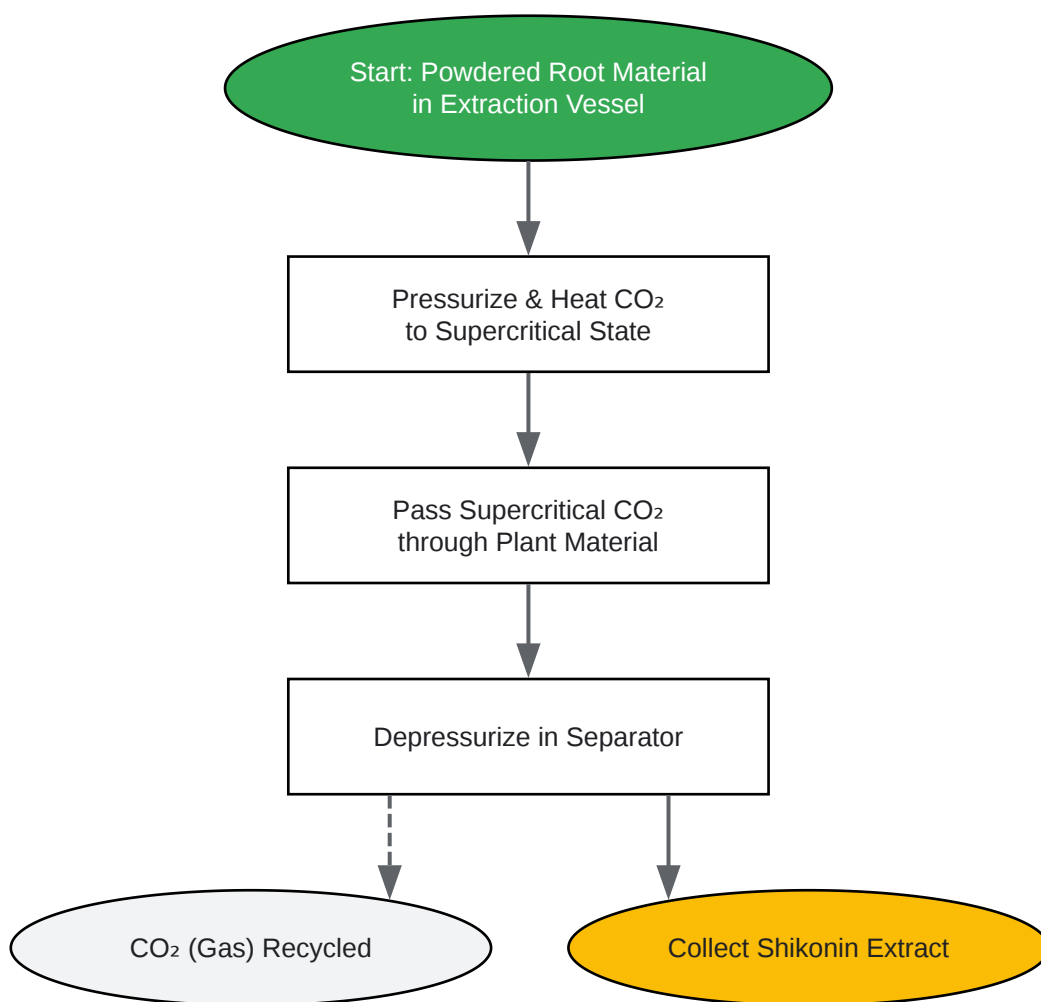 Start: Powdered Root Material
in Extraction Vessel
Pressurize & Heat CO₂
to Supercritical State
Pass Supercritical CO₂
through Plant Material
Depressurize in Separator
CO₂ (Gas) Recycled
Collect Shikonin Extract